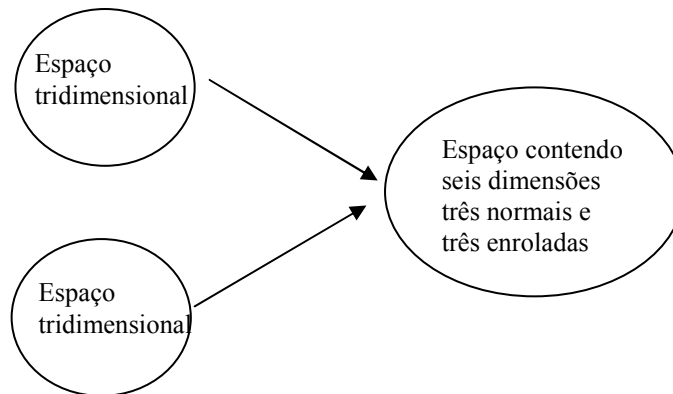 Espaço
tridimensional
Espaço contendo
seis dimensões
três normais e
três enroladas
Espaço
tridimensional